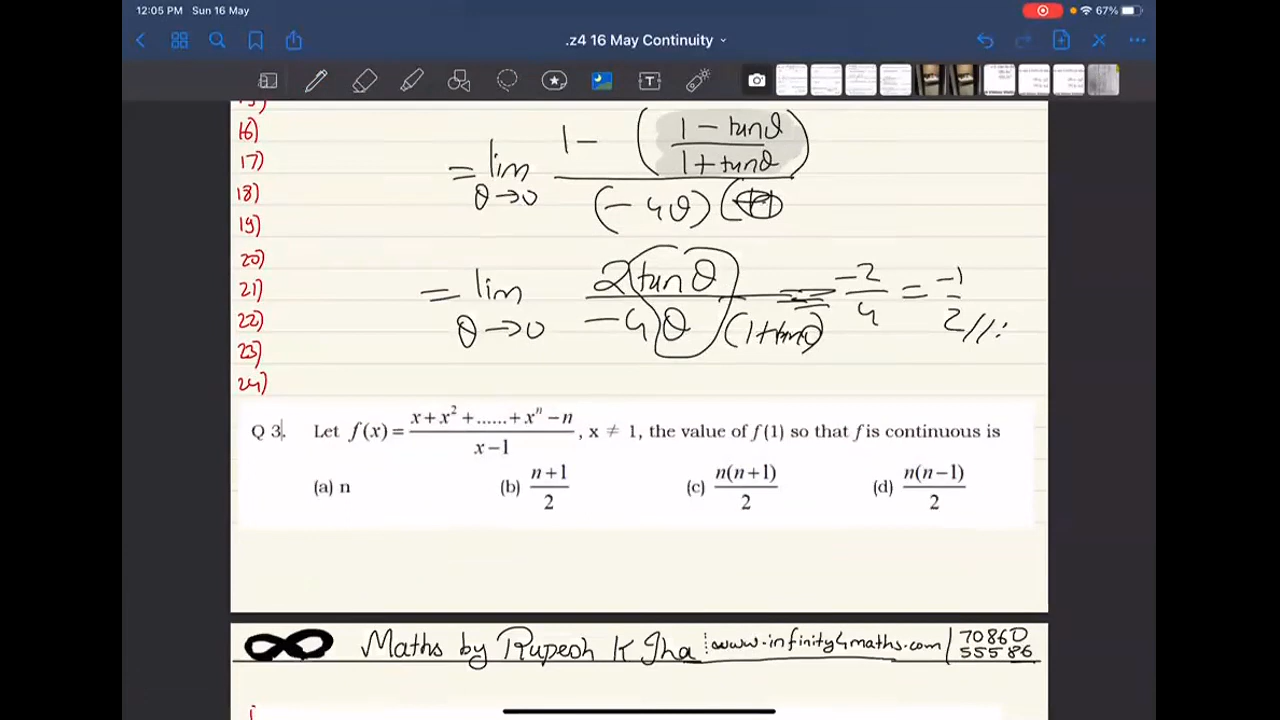 12:05 PM Sun 16 May 67%
.z4 16 May Continuity
16)
17)
18)
19)
20)
21)
22)
23)
24)
= lim θ→0 1 - (1 - tanθ / 1 + tanθ) / (-4θ)
= lim θ→0 2 tanθ / -4θ (1+tanθ) = -2/4 = -1/2 //.
Q 3. Let f(x) = x + x² + ...... + xⁿ - n / x - 1 , x ≠ 1, the value of f(1) so that f is continuous is
(a) n (b) n+1 / 2 (c) n(n+1) / 2 (d) n(n-1) / 2
Maths by Rupesh K Jha www.infinity4maths.com / 70860 55586